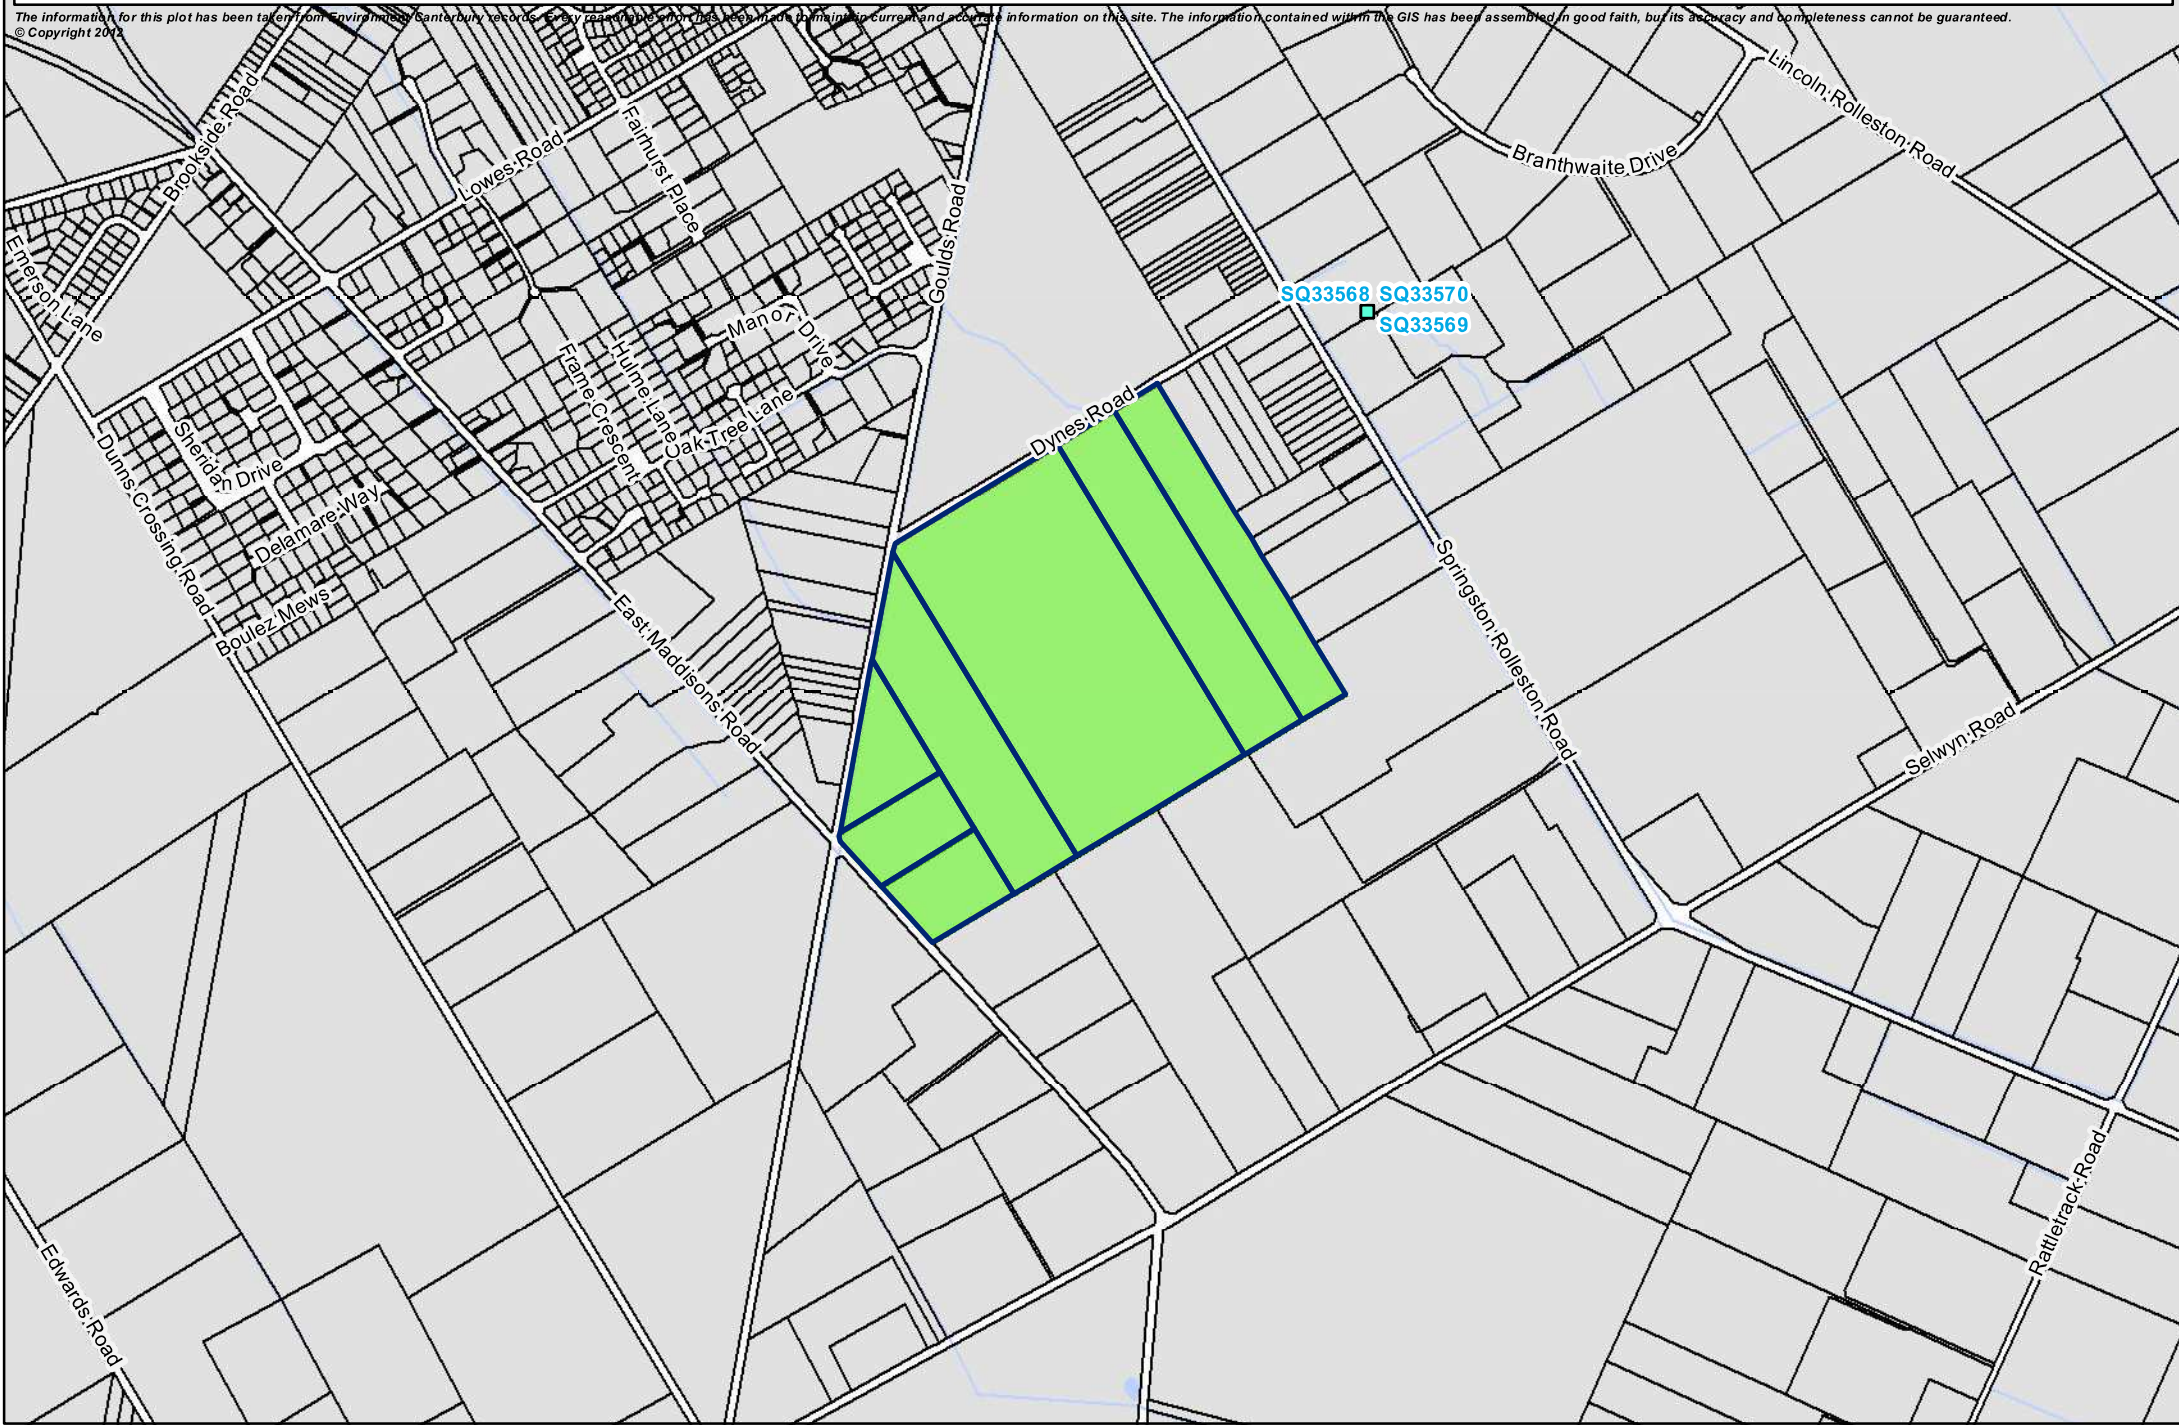 The information for this plot has been taken from Environment Canterbury records. Every reasonable effort has been made to maintain current and accurate information on this site. The information contained within the GIS has been assembled in good faith, but its accuracy and completeness cannot be guaranteed.
© Copyright 2012
Lincoln Rolleston Road
Brookside Road
Fairhurst Place
Lowes Road
Branthwaite Drive
Goulds Road
Emerson Lane
SQ33568 SQ33570
SQ33569
Manor Drive
Hulme Lane
Frame Crescent
Oak Tree Lane
Dynes Road
Sheridan Drive
n Drive
Dunns Crossing Road
Delamare Way
Boulez Mews
East Maddisons Road
Springston Rolleston Road
Selwyn Road
Rattletrack Road
Edwards Road